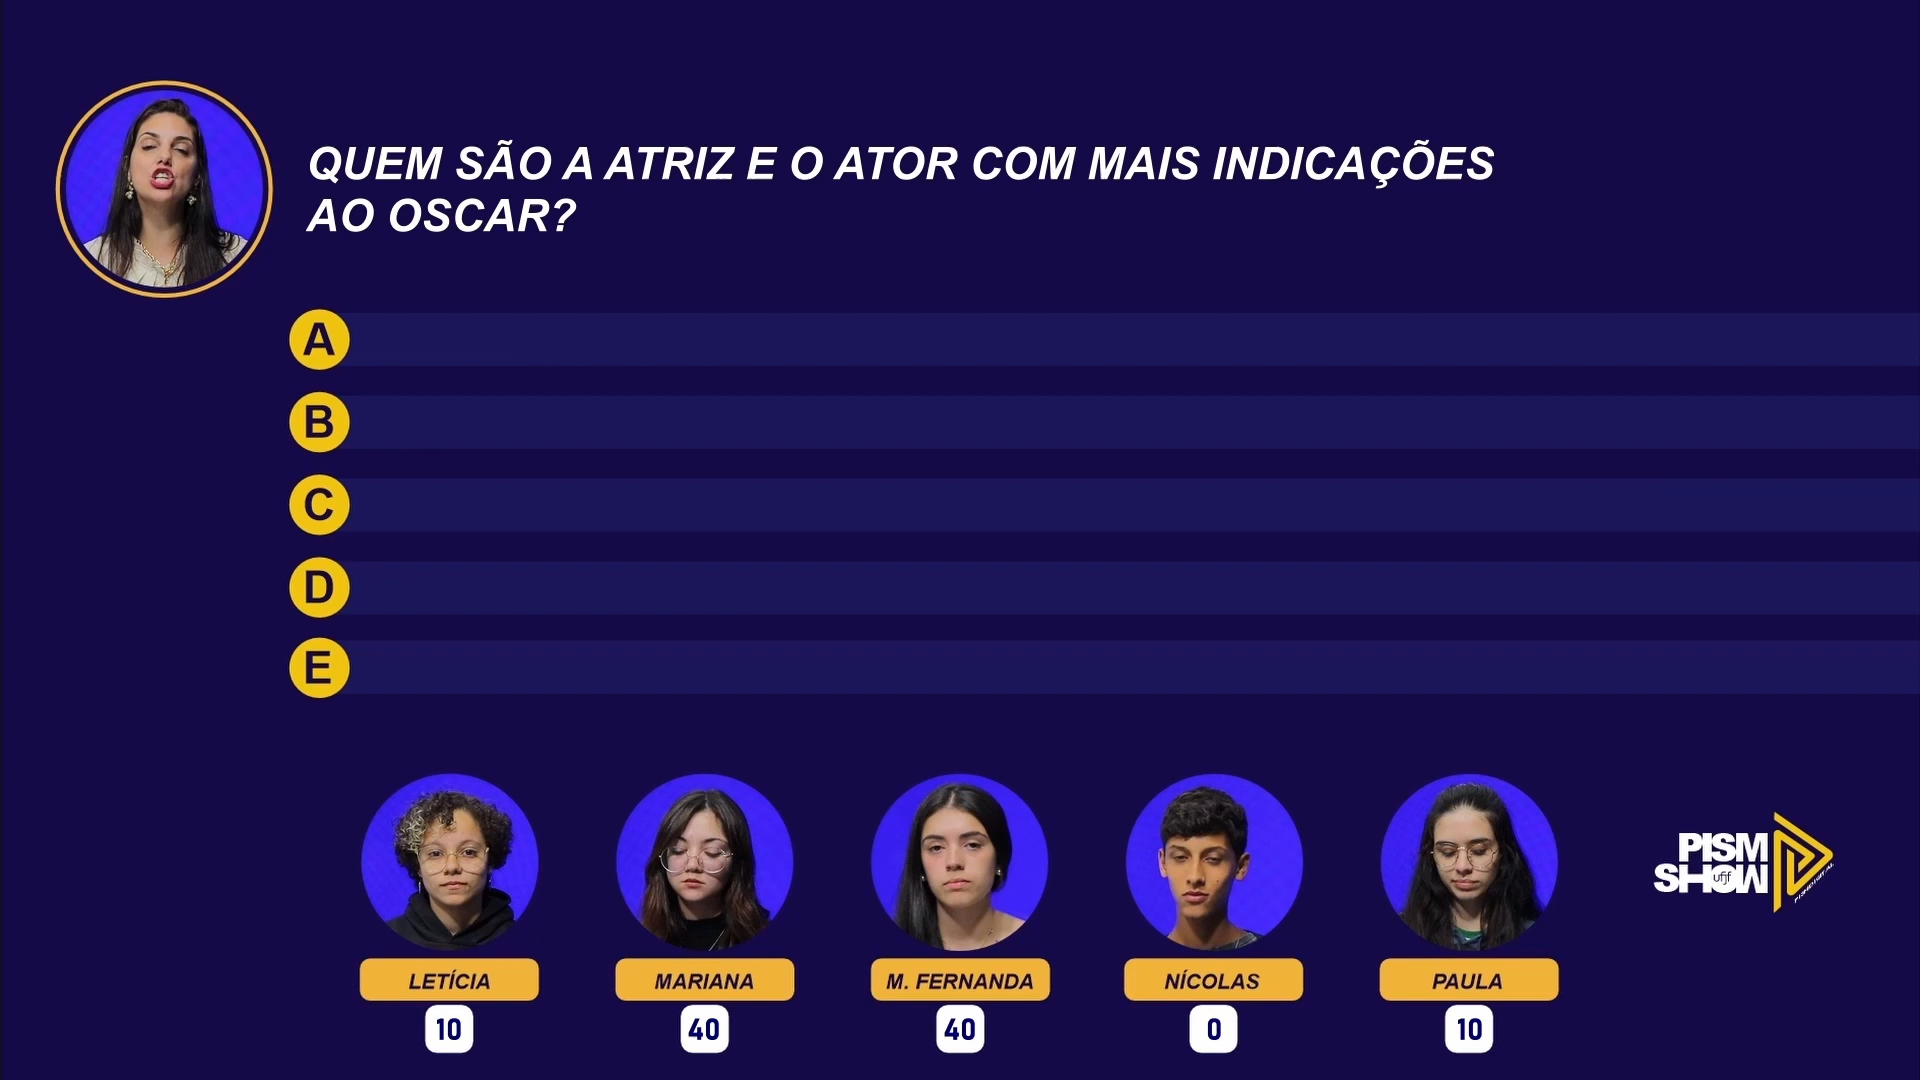 QUEM SÃO A ATRIZ E O ATOR COM MAIS INDICAÇÕES
AO OSCAR?
A
B
C
D
E
LETÍCIA
MARIANA
M. FERNANDA
NÍCOLAS
PAULA
10
40
40
0
10
PISM
SHOW
ufjf